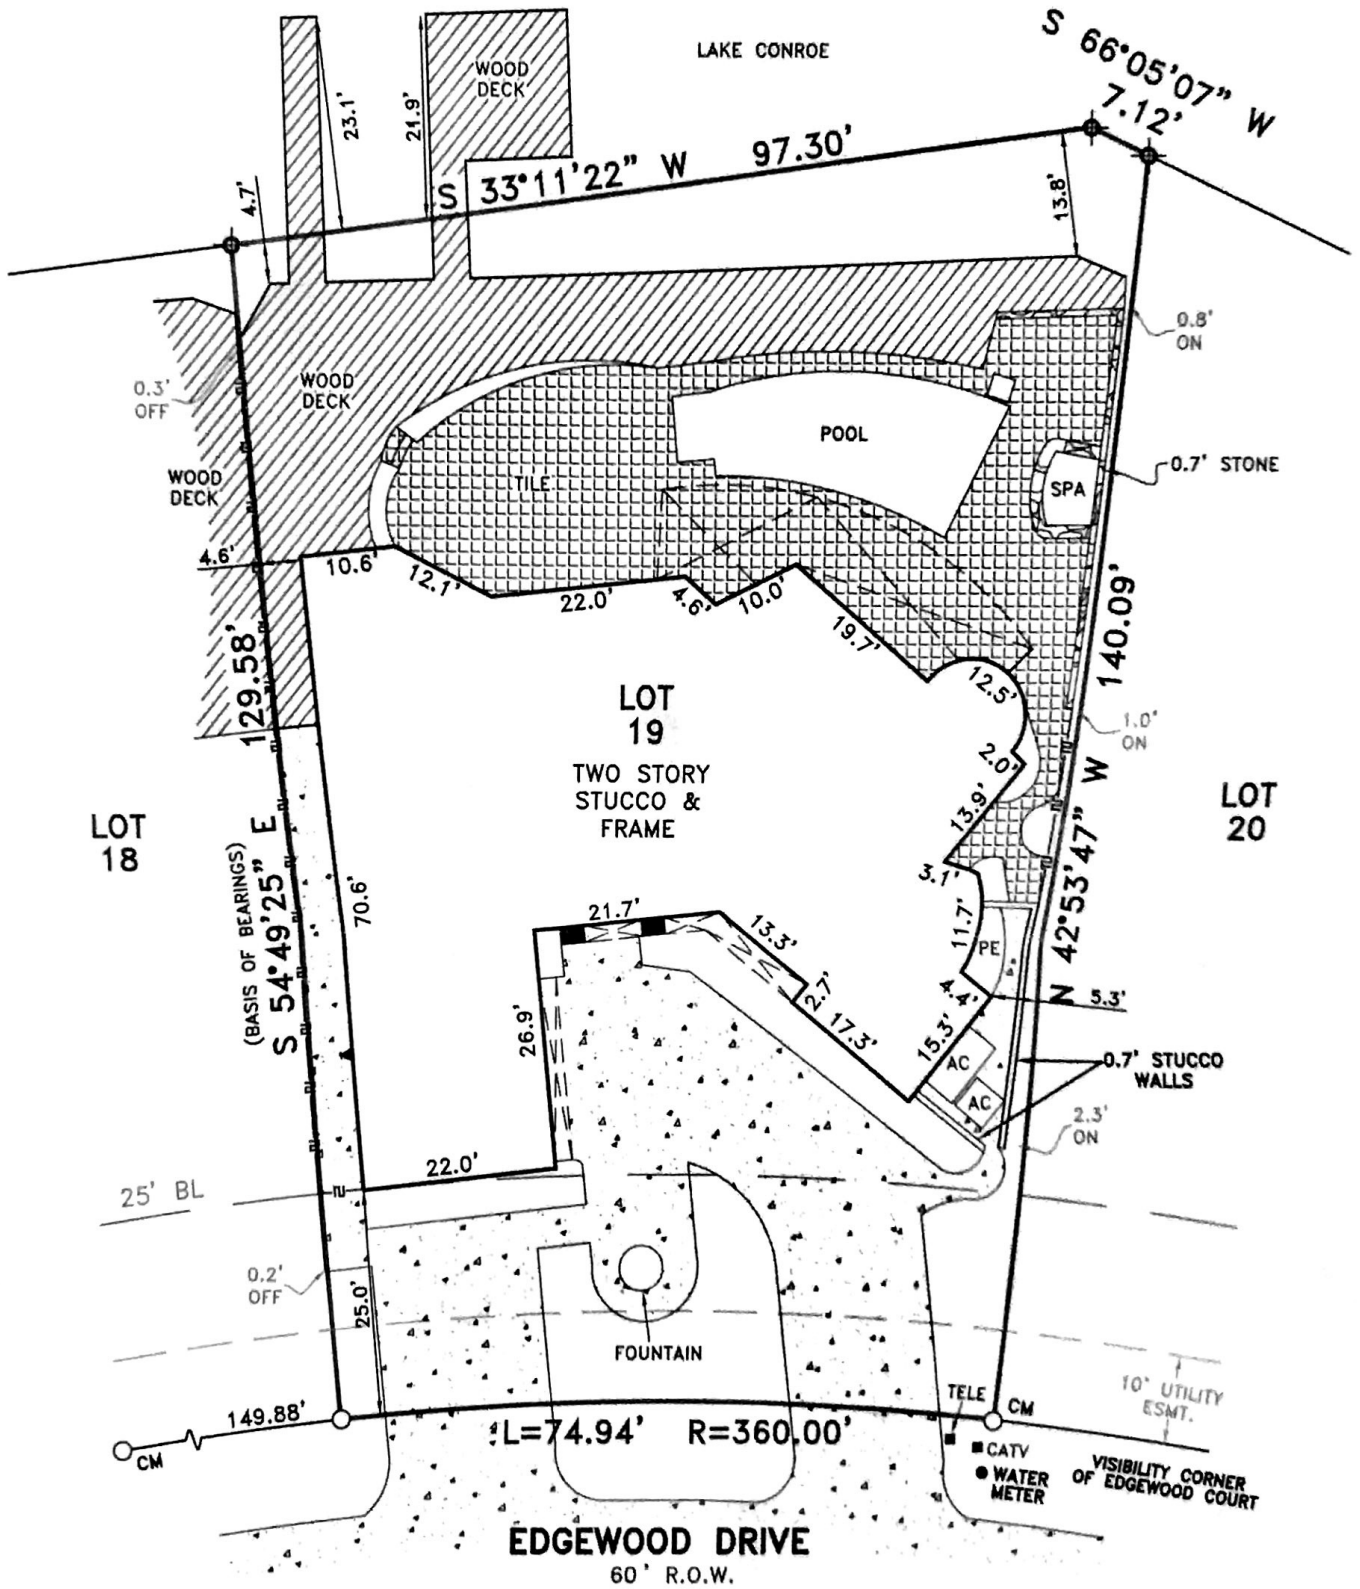 LAKE CONROE
S 66°05'07" W
7.12'
WOOD
DECK
23.1'
21.9'
S 33°11'22" W 97.30'
4.7'
13.8'
0.8'
ON
0.3'
OFF
WOOD
DECK
POOL
WOOD
DECK
TILE
SPA
0.7' STONE
4.6'
10.6'
12.1'
22.0'
4.6'
10.0'
19.7'
12.5'
140.09'
129.58'
LOT
19
TWO STORY
STUCCO &
FRAME
1.0'
ON
2.0'
13.9'
LOT
18
LOT
20
(BASIS OF BEARINGS)
S 54°49'25" E
N 42°53'47" W
70.6'
3.1'
21.7'
13.3'
11.7'
PE
2.7'
4.4'
5.3'
17.3'
15.3'
26.9'
AC
AC
0.7' STUCCO
WALLS
2.3'
ON
22.0'
25' BL
0.2'
OFF
25.0'
FOUNTAIN
10' UTILITY
ESMT.
TELE
CM
149.88'
CM
L=74.94' R=360.00'
CATV
WATER
METER
VISIBILITY CORNER
OF EDGEWOOD COURT
EDGEWOOD DRIVE
60' R.O.W.